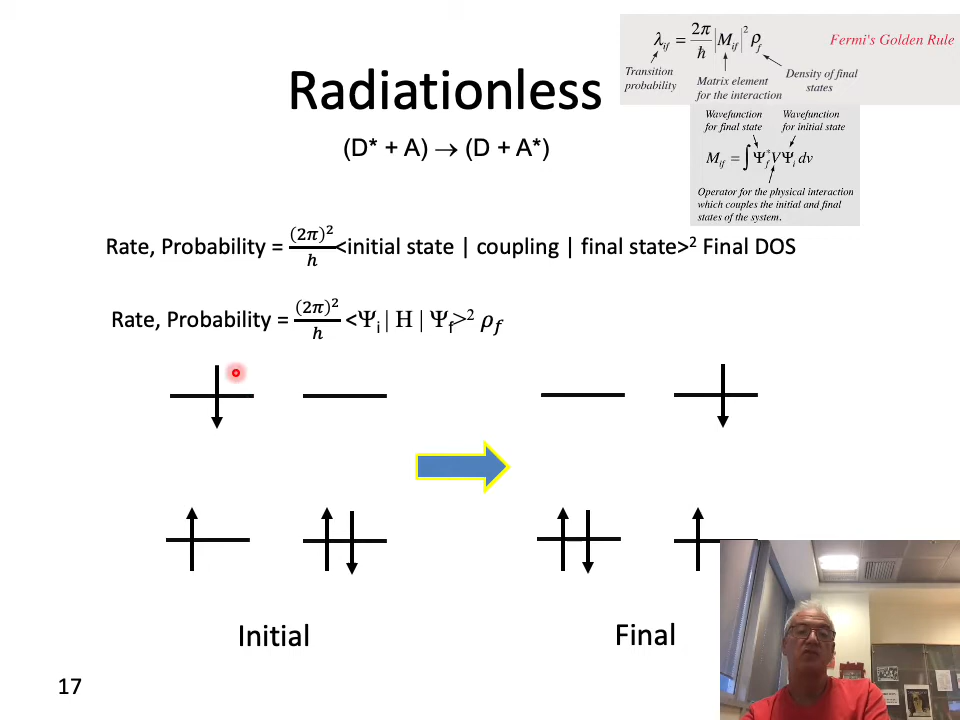 λif = 2π/ħ |Mif|² ρf
Fermi's Golden Rule
Transition probability
Matrix element for the interaction
Density of final states
Radiationless
(D* + A) → (D + A*)
Wavefunction for final state
Wavefunction for initial state
Mif = ∫ Ψf* V Ψi dv
Operator for the physical interaction
which couples the initial and final
states of the system.
Rate, Probability = (2π)²/h <initial state | coupling | final state>² Final DOS
Rate, Probability = (2π)²/h <Ψi | H | Ψf>² ρf
Initial
Final
17